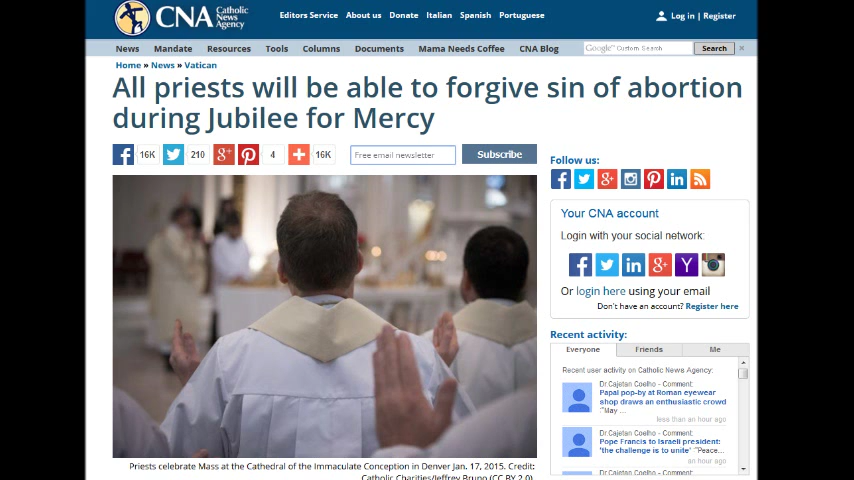 CNA Catholic
News
Agency
Editors Service About us Donate Italian Spanish Portuguese
Log in | Register
News Mandate Resources Tools Columns Documents Mama Needs Coffee CNA Blog
Google™ Custom Search Search ×
Home » News » Vatican
All priests will be able to forgive sin of abortion
during Jubilee for Mercy
16K 210 4 16K Free email newsletter Subscribe
Follow us:
Your CNA account
Login with your social network:
Or login here using your email
Don't have an account? Register here
Recent activity:
Everyone Friends Me
Recent user activity on Catholic News Agency:
Dr.Cajetan Coelho - Comment:
Papal pop-by at Roman eyewear
shop draws an enthusiastic crowd
:"May ...
less than an hour ago
Dr.Cajetan Coelho - Comment:
Pope Francis to Israeli president:
'the challenge is to unite' :"Peace...
an hour ago
Dr.Cajetan Coelho - Comment:
Priests celebrate Mass at the Cathedral of the Immaculate Conception in Denver Jan. 17, 2015. Credit:
Catholic Charities/Jeffrey Bruno (CC BY 2.0).